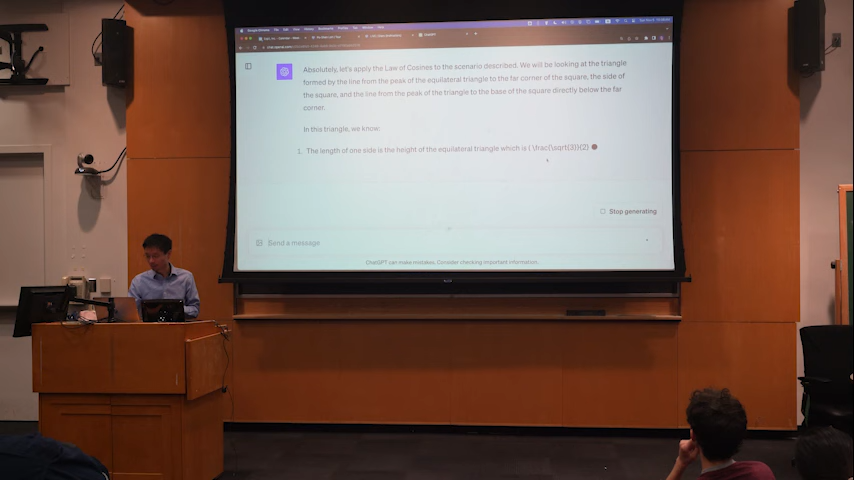 Absolutely, let's apply the Law of Cosines to the scenario described. We will be looking at the triangle
formed by the line from the peak of the equilateral triangle to the far corner of the square, the side of
the square, and the line from the peak of the triangle to the base of the square directly below the far
corner.
In this triangle, we know:
1. The length of one side is the height of the equilateral triangle which is ( \frac{\sqrt{3}}{2}
Stop generating
Send a message
ChatGPT can make mistakes. Consider checking important information.